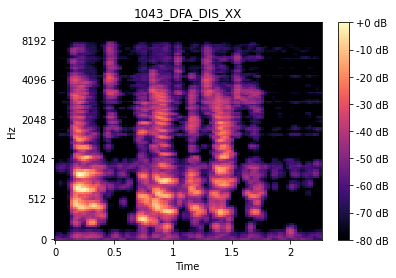 1043_DFA_DIS_XX
8192
4096
2048
1024
512
0
Hz
0
0.5
1
1.5
2
Time
+0 dB
-10 dB
-20 dB
-30 dB
-40 dB
-50 dB
-60 dB
-70 dB
-80 dB